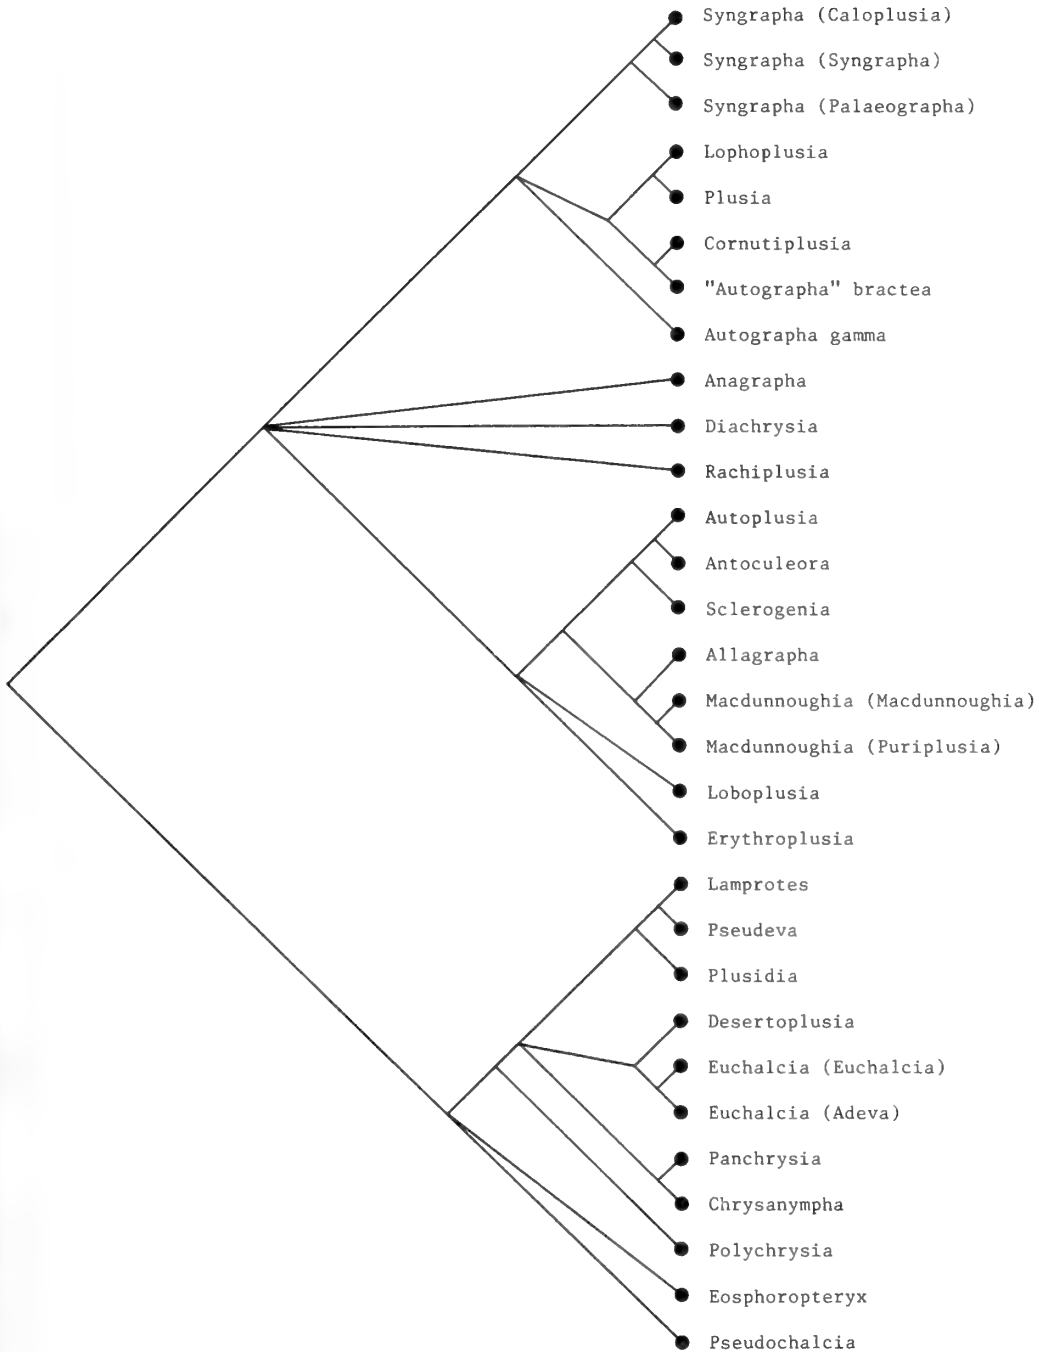 Syngrapha (Caloplusia)
Syngrapha (Syngrapha)
Syngrapha (Palaeographa)
Lophoplusia
Plusia
Cornutiplusia
"Autographa" bractea
Autographa gamma
Anagrapha
Diachrysia
Rachiplusia
Autoplusia
Antoculeora
Sclerogenia
Allagrapha
Macdunnoughia (Macdunnoughia)
Macdunnoughia (Puriplusia)
Loboplusia
Erythroplusia
Lamprotes
Pseudeva
Plusidia
Desertoplusia
Euchalcia (Euchalcia)
Euchalcia (Adeva)
Panchrysia
Chrysanympha
Polychrysia
Eosphoropteryx
Pseudochalcia